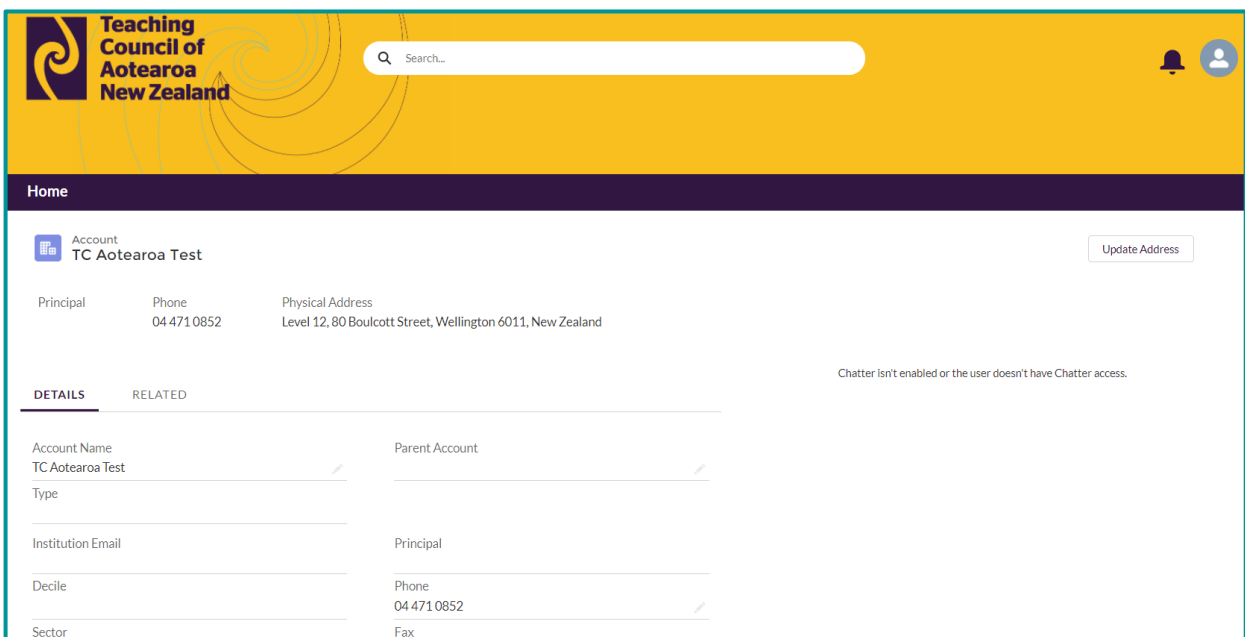 Teaching
Council of
Aotearoa
New Zealand
Search...
Home
Account
TC Aotearoa Test
Update Address
Principal Phone Physical Address
04 471 0852 Level 12, 80 Boulcott Street, Wellington 6011, New Zealand
Chatter isn't enabled or the user doesn't have Chatter access.
DETAILS RELATED
Account Name Parent Account
TC Aotearoa Test
Type
Institution Email Principal
Decile Phone
04 471 0852
Sector Fax